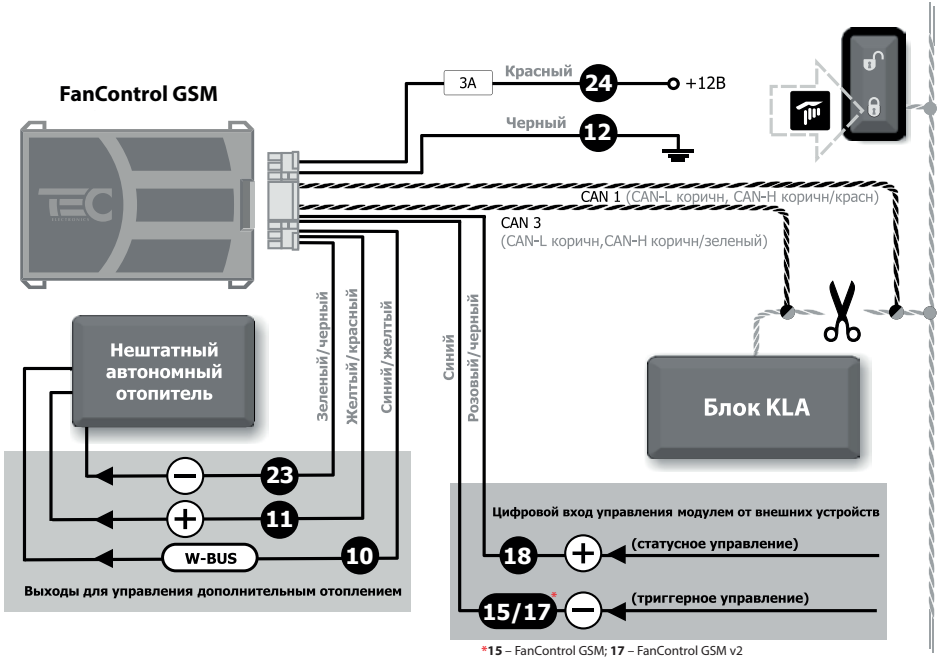 FanControl GSM
3А
Красный
24
+12В
Черный
12
TEC
ELECTRONICS
CAN 1 (CAN-L коричн, CAN-H коричн/красн)
CAN 3
(CAN-L коричн,CAN-H коричн/зеленый)
Зеленый/черный
Желтый/красный
Синий/желтый
Синий
Розовый/черный
Нештатный
автономный
отопитель
Блок KLA
23
11
W-BUS
10
Выходы для управления дополнительным отоплением
Цифровой вход управления модулем от внешних устройств
18
(статусное управление)
15/17*
(триггерное управление)
*15 – FanControl GSM; 17 – FanControl GSM v2